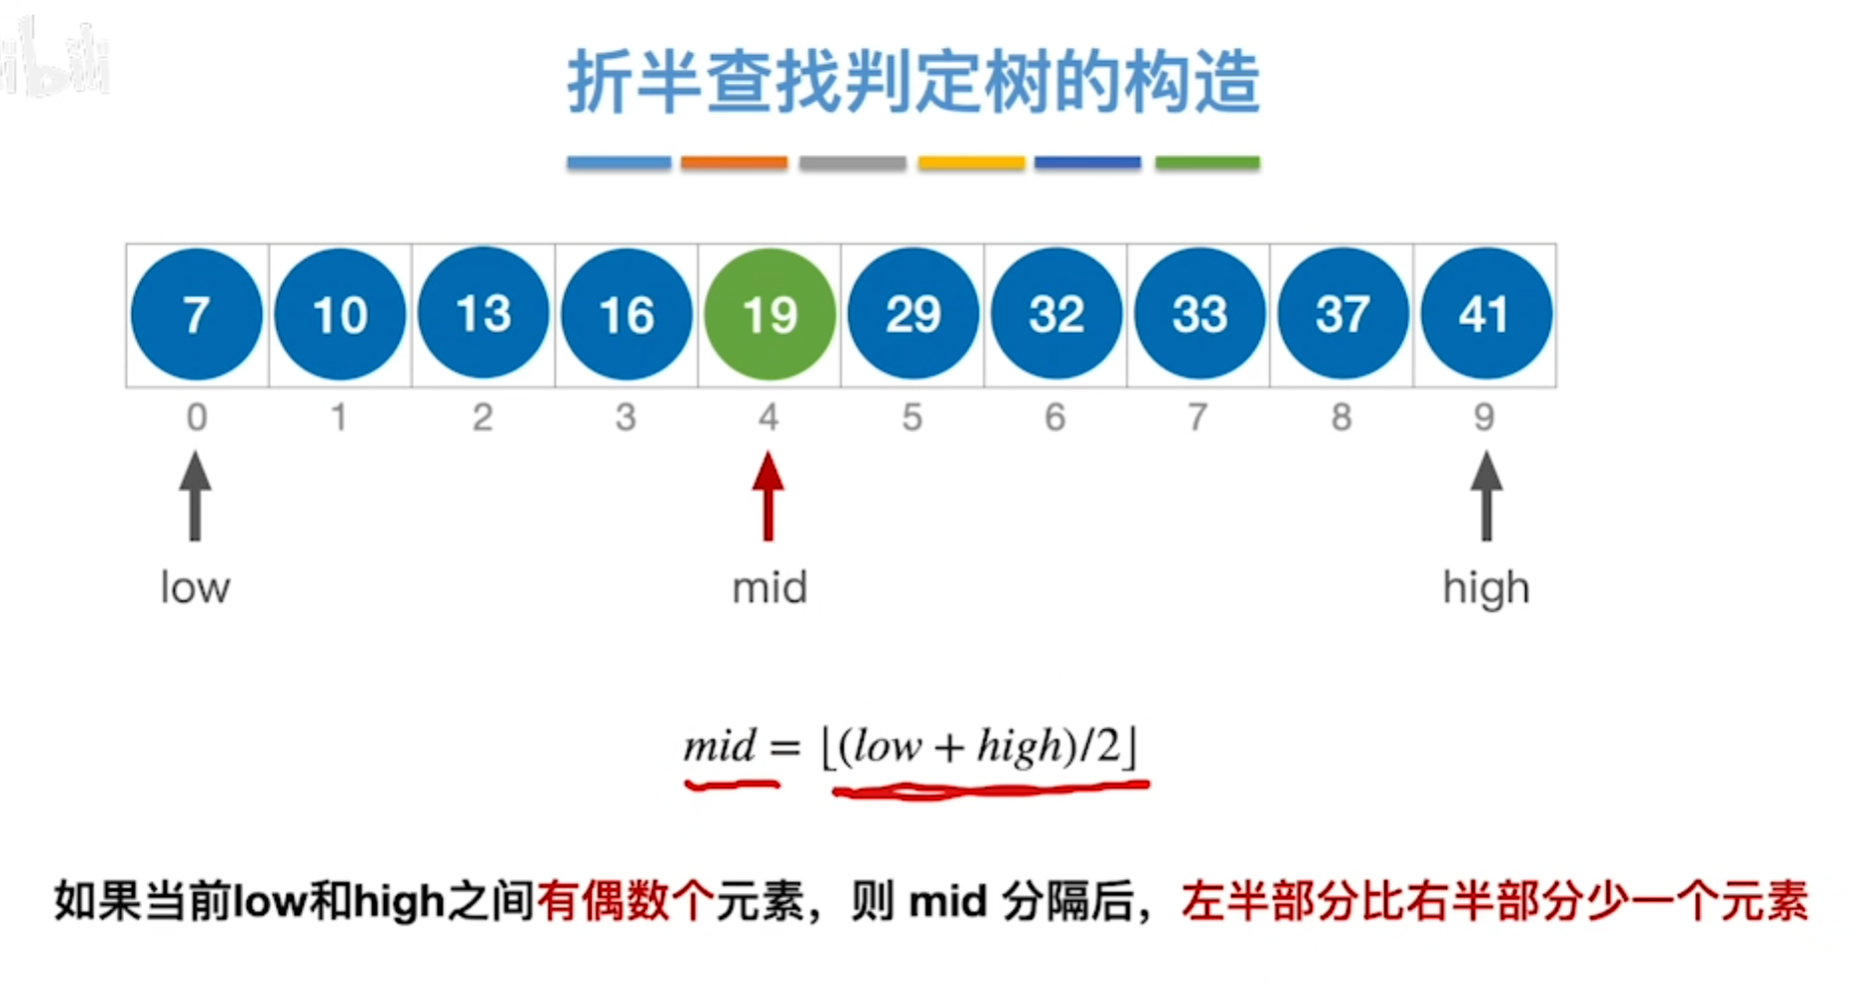 折半查找判定树的构造
7 10 13 16 19 29 32 33 37 41
0 1 2 3 4 5 6 7 8 9
low mid high
mid = ⌊(low + high)/2⌋
如果当前low和high之间有偶数个元素，则 mid 分隔后，左半部分比右半部分少一个元素